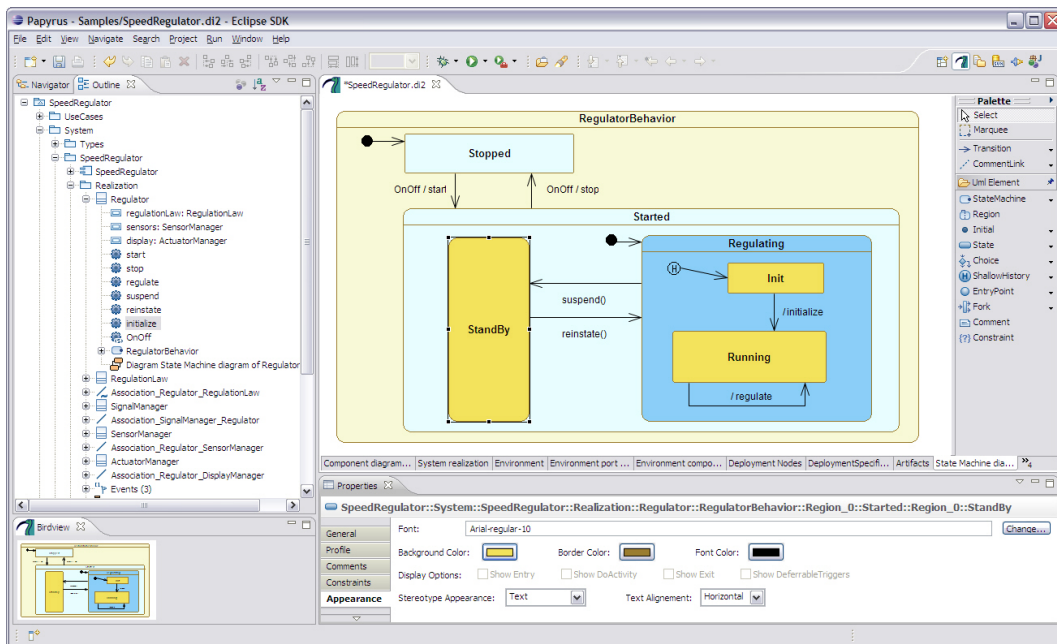 Papyrus - Samples/SpeedRegulator.di2 - Eclipse SDK
File Edit View Navigate Search Project Run Window Help
Navigator Outline
SpeedRegulator
UseCases
System
Types
SpeedRegulator
SpeedRegulator
Realization
Regulator
regulationLaw: RegulationLaw
sensors: SensorManager
display: ActuatorManager
start
stop
regulate
suspend
reinstate
initialize
OnOff
RegulatorBehavior
Diagram State Machine diagram of Regulator
RegulationLaw
Association_Regulator_RegulationLaw
SignalManager
Association_SignalManager_Regulator
SensorManager
Association_Regulator_SensorManager
ActuatorManager
Association_Regulator_DisplayManager
Events (3)
Birdview
*SpeedRegulator.di2
RegulatorBehavior
Stopped
OnOff / start
OnOff / stop
Started
Regulating
H
Init
suspend()
/ initialize
StandBy
reinstate()
Running
/ regulate
Palette
Select
Marquee
Transition
CommentLink
Uml Element
StateMachine
Region
Initial
State
Choice
H ShallowHistory
EntryPoint
Fork
Comment
{?} Constraint
Component diagram... System realization Environment Environment port ... Environment compo... Deployment Nodes DeploymentSpecifi... Artifacts State Machine dia... »4
Properties
SpeedRegulator::System::SpeedRegulator::Realization::Regulator::RegulatorBehavior::Region_0::Started::Region_0::StandBy
General
Profile
Comments
Constraints
Appearance
Font: Arial-regular-10 Change...
Background Color: Border Color: Font Color:
Display Options: Show Entry Show DoActivity Show Exit Show DeferrableTriggers
Stereotype Appearance: Text Text Alignment: Horizontal